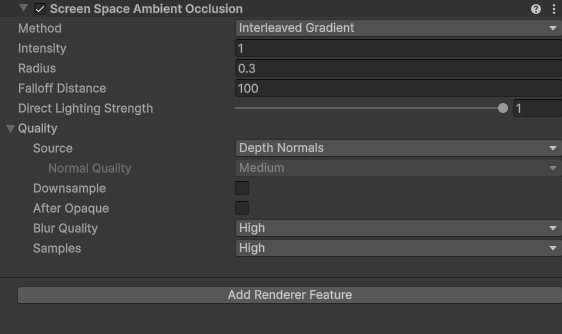 Screen Space Ambient Occlusion
Method Interleaved Gradient
Intensity 1
Radius 0.3
Falloff Distance 100
Direct Lighting Strength 1
Quality
Source Depth Normals
Normal Quality Medium
Downsample
After Opaque
Blur Quality High
Samples High
Add Renderer Feature